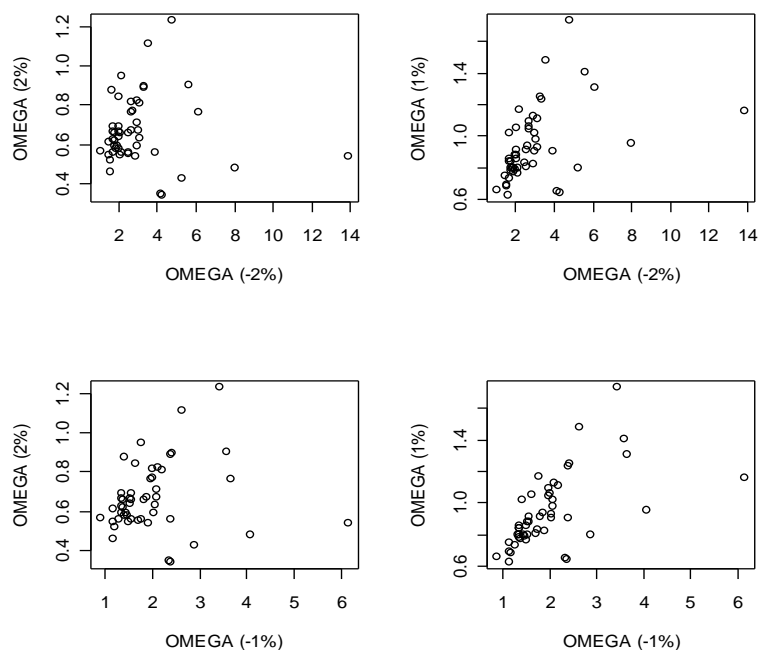 OMEGA (2%)
0.4 0.6 0.8 1.0 1.2
2 4 6 8 10 12 14
OMEGA (-2%)
OMEGA (1%)
0.6 1.0 1.4
2 4 6 8 10 12 14
OMEGA (-2%)
OMEGA (2%)
0.4 0.6 0.8 1.0 1.2
1 2 3 4 5 6
OMEGA (-1%)
OMEGA (1%)
0.6 1.0 1.4
1 2 3 4 5 6
OMEGA (-1%)